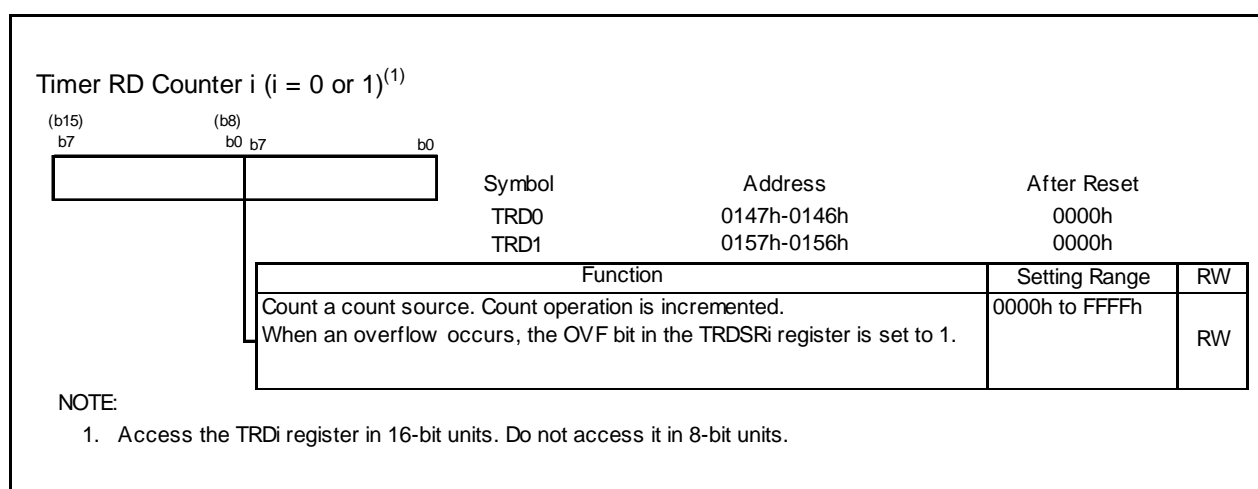 Timer RD Counter i (i = 0 or 1)(1)
(b15) (b8)
b7 b0 b7 b0
Symbol Address After Reset
TRD0 0147h-0146h 0000h
TRD1 0157h-0156h 0000h
Function Setting Range RW
Count a count source. Count operation is incremented. 0000h to FFFFh
When an overflow occurs, the OVF bit in the TRDSRi register is set to 1. RW
NOTE:
1. Access the TRDi register in 16-bit units. Do not access it in 8-bit units.